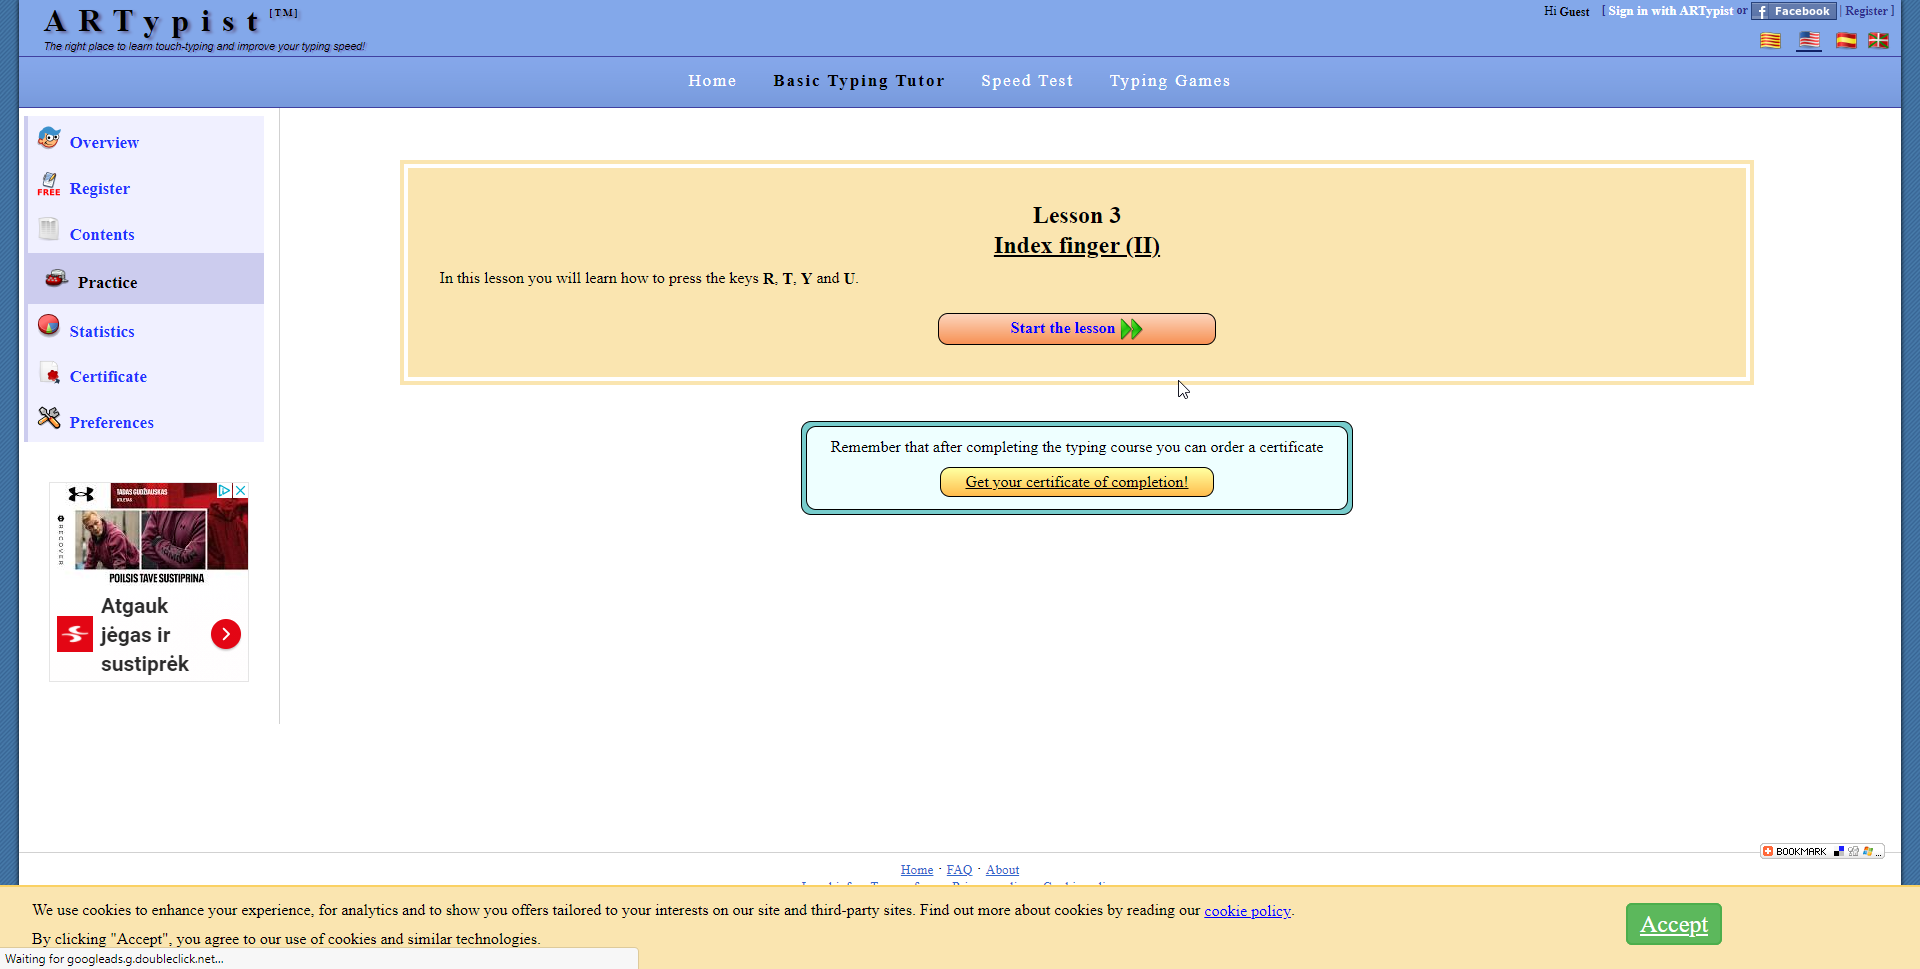 ARTypist [TM]
The right place to learn touch-typing and improve your typing speed!
Hi Guest [ Sign in with ARTypist or Facebook | Register ]
Home Basic Typing Tutor Speed Test Typing Games
Overview
FREE Register
Contents
Practice
Statistics
Certificate
Preferences
Lesson 3
Index finger (II)
In this lesson you will learn how to press the keys R, T, Y and U.
Start the lesson
Remember that after completing the typing course you can order a certificate
Get your certificate of completion!
TADAS GUDŽIAUSKAS
ATLETAS
RECOVER
POILSIS TAVE SUSTIPRINA
Atgauk
jėgas ir
sustiprėk
BOOKMARK ...
Home · FAQ · About
We use cookies to enhance your experience, for analytics and to show you offers tailored to your interests on our site and third-party sites. Find out more about cookies by reading our cookie policy.
By clicking "Accept", you agree to our use of cookies and similar technologies.
Accept
Waiting for googleads.g.doubleclick.net...